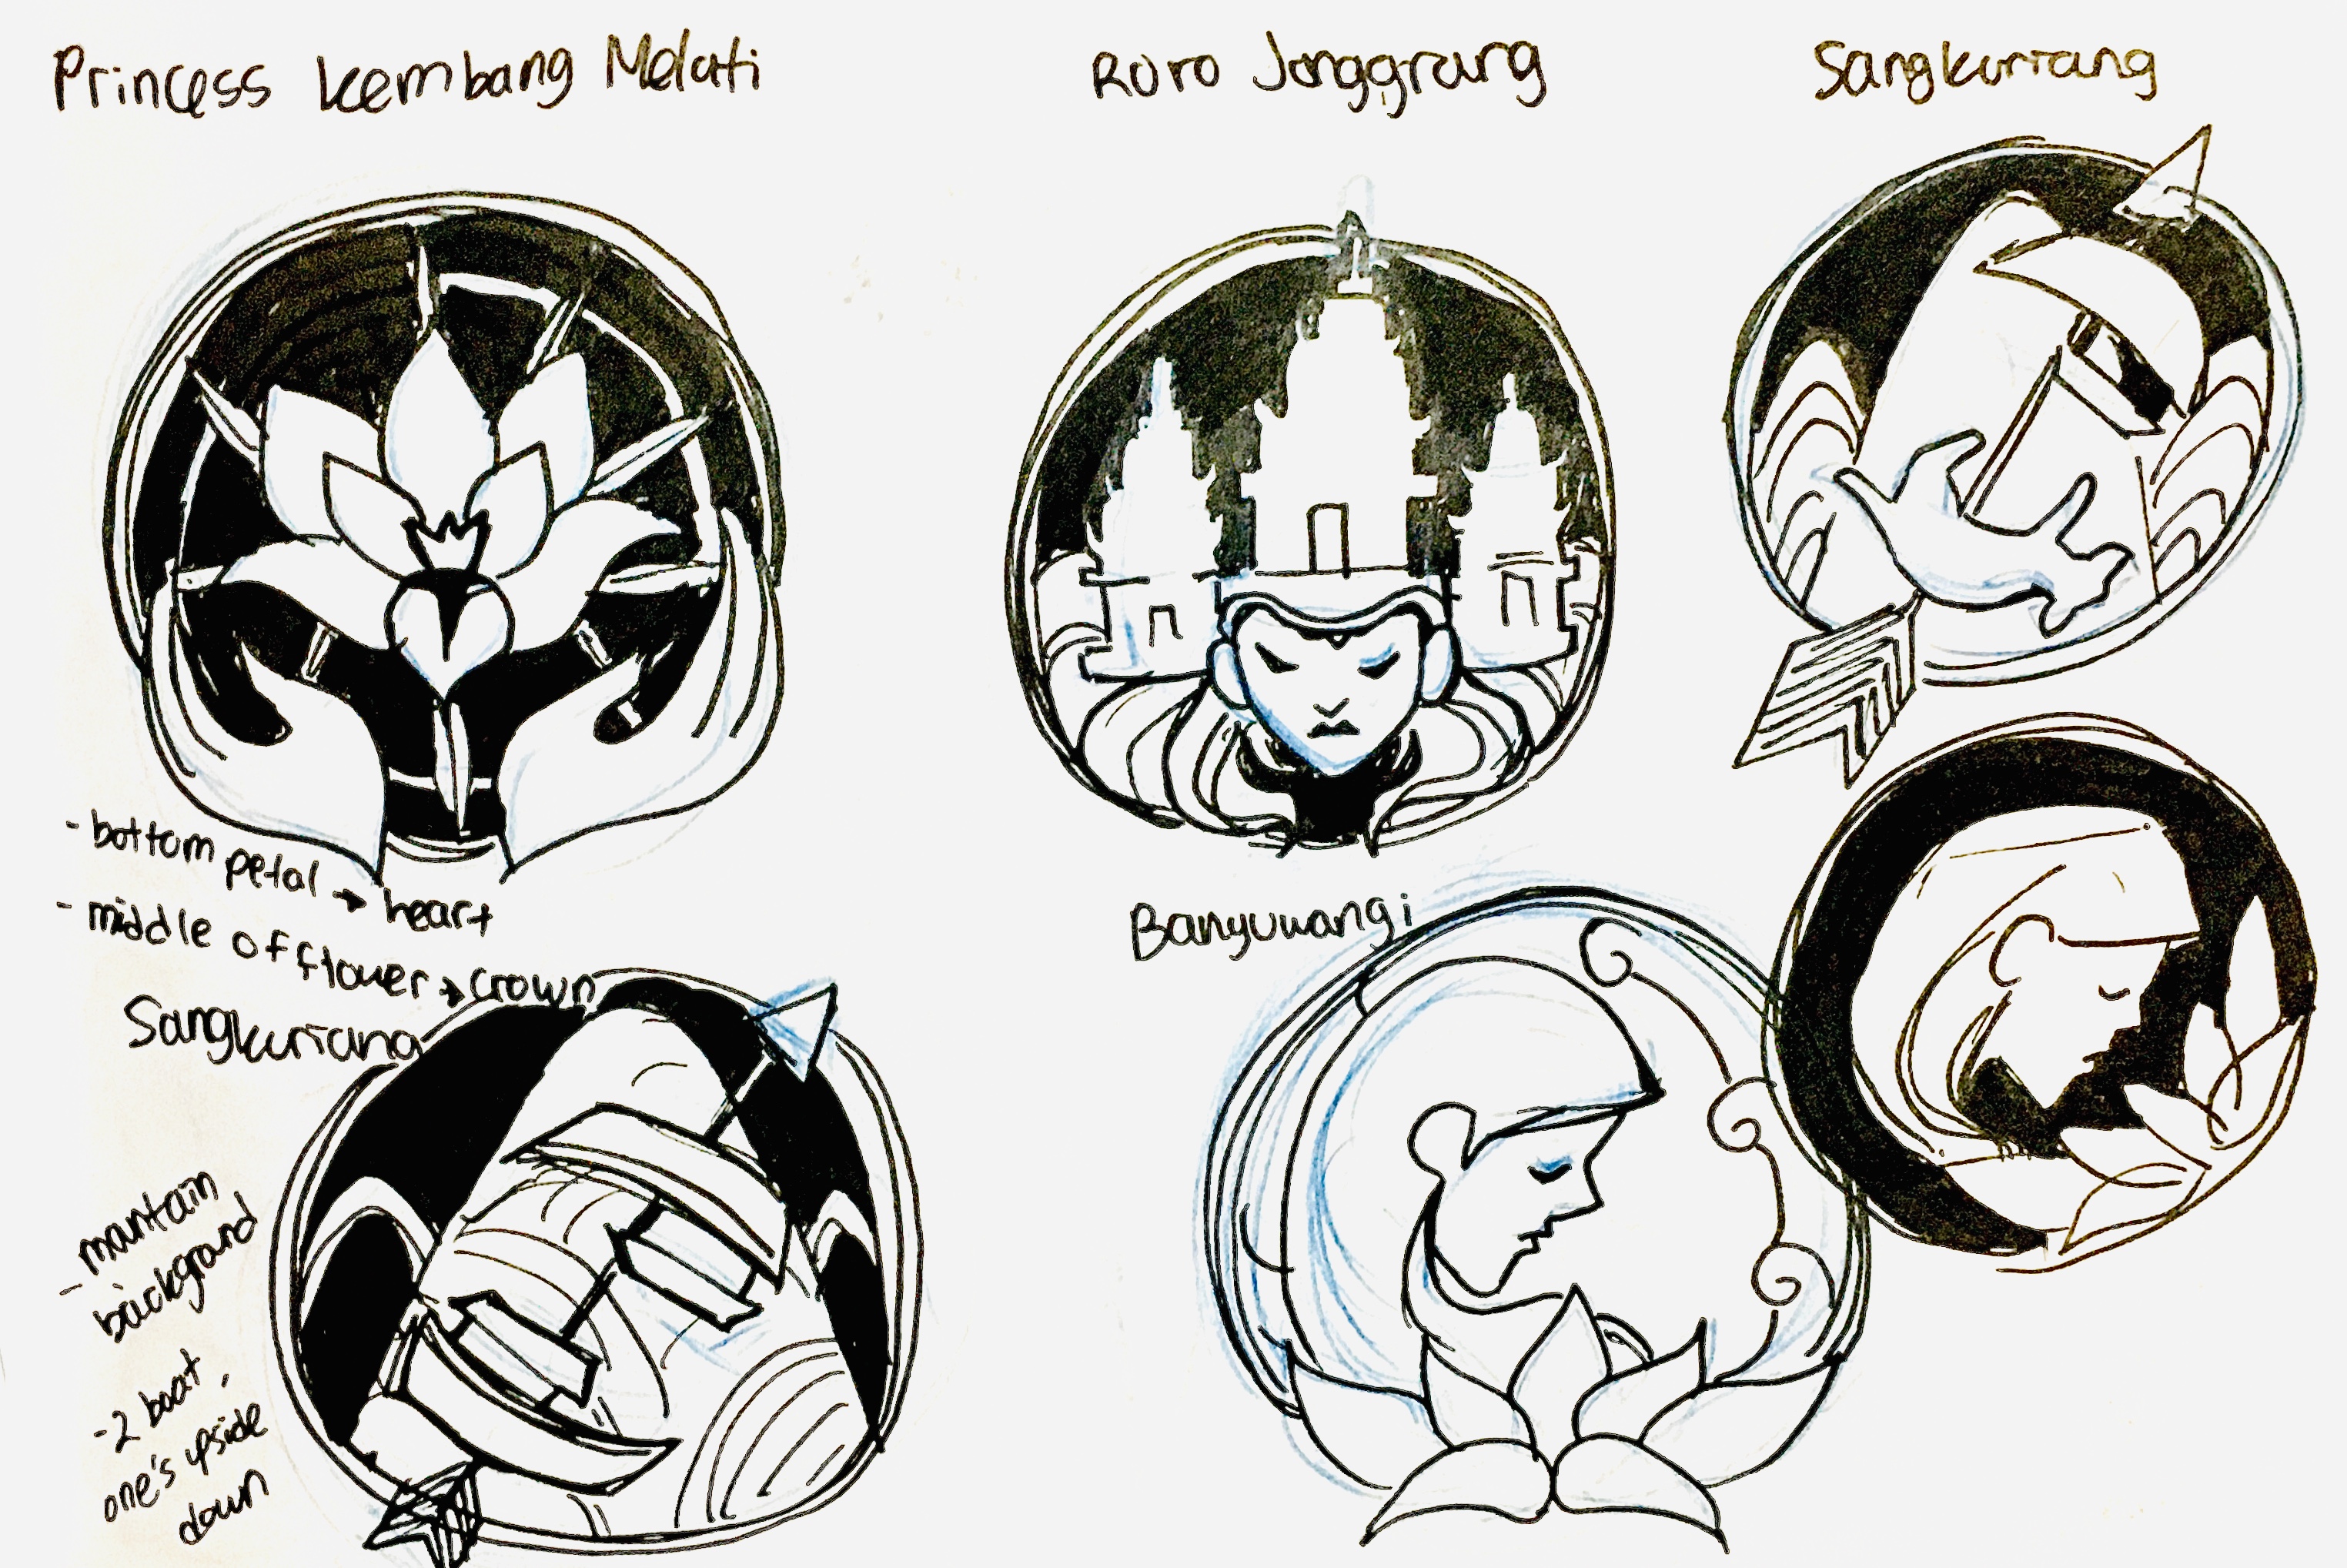 Princess Kembang Melati
Roro Jonggrang
Sangkuriang
- bottom petal → heart
- middle of flower → crown
Sangkuriang
Banyuwangi
- mountain
background
- 2 boat,
one's upside
down